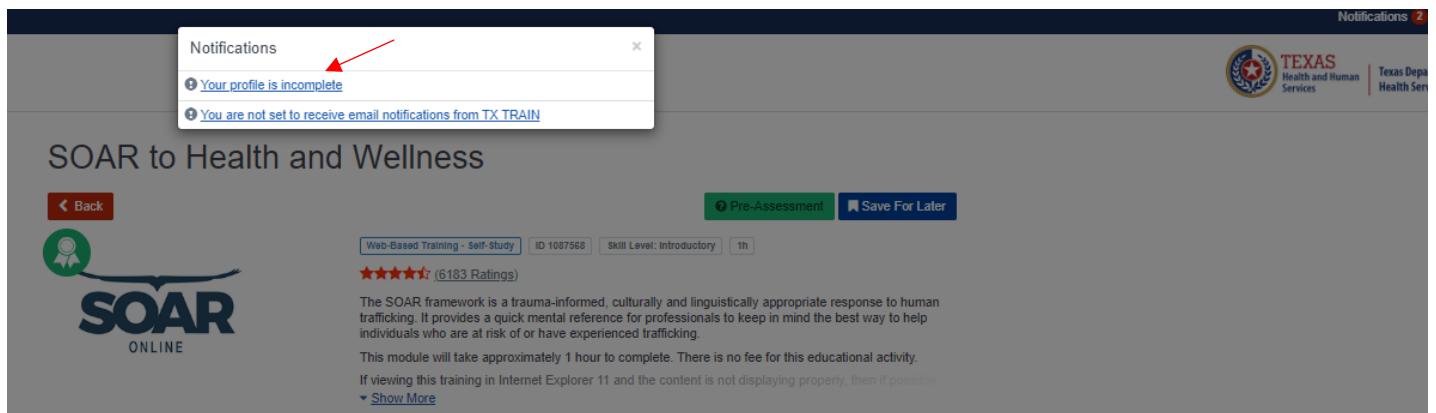 Notifications 2
Notifications ×
Your profile is incomplete
You are not set to receive email notifications from TX TRAIN
TEXAS
Health and Human
Services
Texas Depa
Health Serv
SOAR to Health and Wellness
Back
Pre-Assessment
Save For Later
Web-Based Training - Self-Study
ID 1087568
Skill Level: Introductory
1h
(6183 Ratings)
SOAR
ONLINE
The SOAR framework is a trauma-informed, culturally and linguistically appropriate response to human
trafficking. It provides a quick mental reference for professionals to keep in mind the best way to help
individuals who are at risk of or have experienced trafficking.
This module will take approximately 1 hour to complete. There is no fee for this educational activity.
If viewing this training in Internet Explorer 11 and the content is not displaying properly, then if possible
Show More